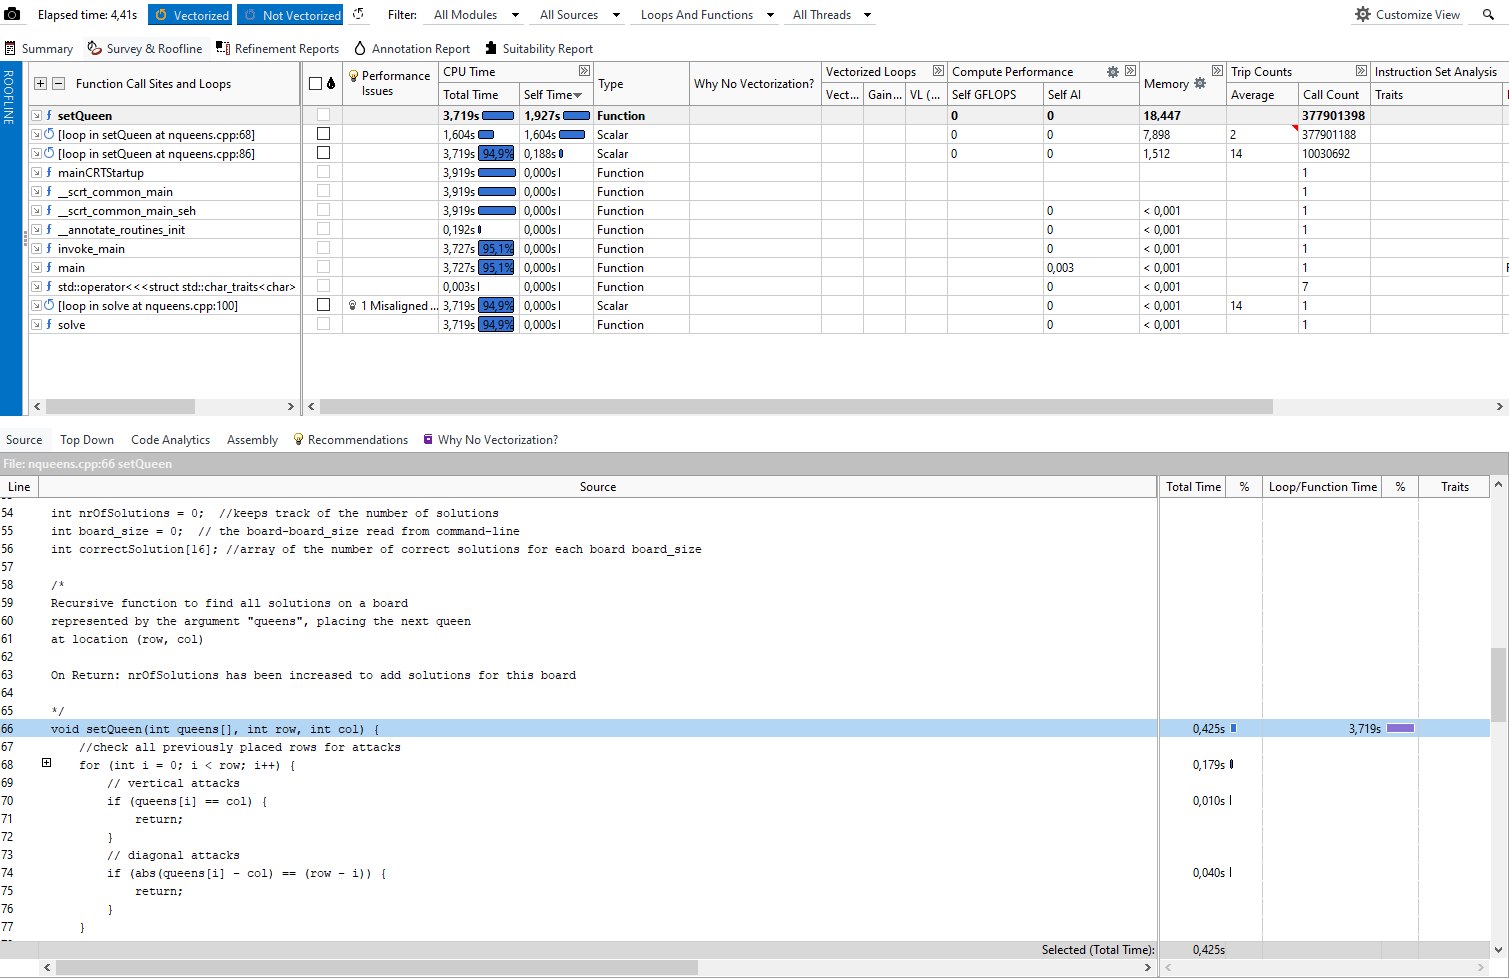 Elapsed time: 4,41s Vectorized Not Vectorized Filter: All Modules All Sources Loops And Functions All Threads Customize View
Summary Survey & Roofline Refinement Reports Annotation Report Suitability Report
ROOFLINE
Function Call Sites and Loops Performance Issues CPU Time Type Why No Vectorization? Vectorized Loops Compute Performance Memory Trip Counts Instruction Set Analysis
Total Time Self Time Vect... Gain... VL (... Self GFLOPS Self AI Average Call Count Traits
setQueen 3,719s 1,927s Function 0 0 18,447 377901398
[loop in setQueen at nqueens.cpp:68] 1,604s 1,604s Scalar 0 0 7,898 2 377901188
[loop in setQueen at nqueens.cpp:86] 3,719s 94,9% 0,188s Scalar 0 0 1,512 14 10030692
mainCRTStartup 3,919s 0,000s Function 1
__scrt_common_main 3,919s 0,000s Function 1
__scrt_common_main_seh 3,919s 0,000s Function 0 < 0,001 1
__annotate_routines_init 0,192s 0,000s Function 0 < 0,001 1
invoke_main 3,727s 95,1% 0,000s Function 0 < 0,001 1
main 3,727s 95,1% 0,000s Function 0,003 < 0,001 1
std::operator<<<struct std::char_traits<char> 0,003s 0,000s Function 0 < 0,001 7
[loop in solve at nqueens.cpp:100] 1 Misaligned ... 3,719s 94,9% 0,000s Scalar 0 < 0,001 14 1
solve 3,719s 94,9% 0,000s Function 0 < 0,001 1
Source Top Down Code Analytics Assembly Recommendations Why No Vectorization?
File: nqueens.cpp:66 setQueen
Line Source Total Time % Loop/Function Time % Traits
54 int nrOfSolutions = 0; //keeps track of the number of solutions
55 int board_size = 0; // the board-board_size read from command-line
56 int correctSolution[16]; //array of the number of correct solutions for each board board_size
57
58 /*
59 Recursive function to find all solutions on a board
60 represented by the argument "queens", placing the next queen
61 at location (row, col)
62
63 On Return: nrOfSolutions has been increased to add solutions for this board
64
65 */
66 void setQueen(int queens[], int row, int col) { 0,425s 3,719s
67 //check all previously placed rows for attacks
68 for (int i = 0; i < row; i++) { 0,179s
69 // vertical attacks
70 if (queens[i] == col) { 0,010s
71 return;
72 }
73 // diagonal attacks
74 if (abs(queens[i] - col) == (row - i)) { 0,040s
75 return;
76 }
77 }
Selected (Total Time): 0,425s